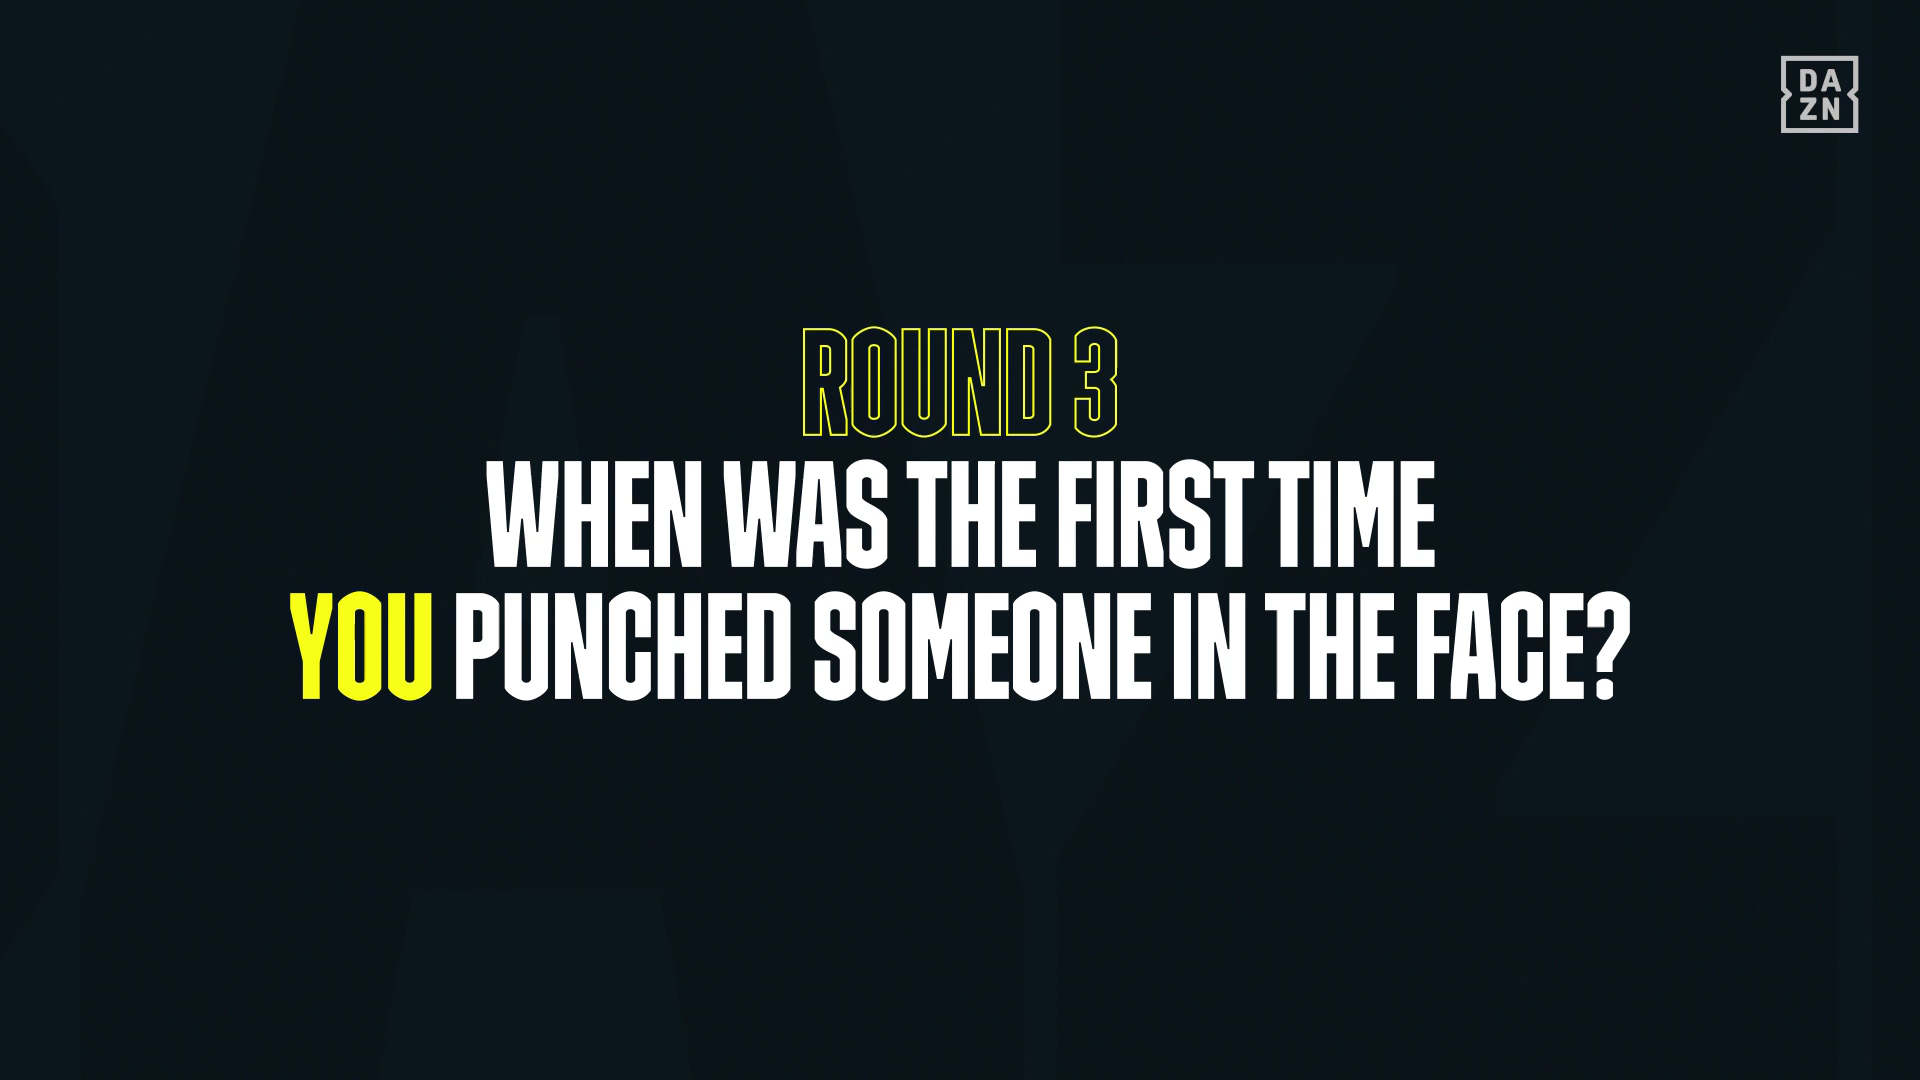 DA
ZN
ROUND 3
WHEN WAS THE FIRST TIME
YOU PUNCHED SOMEONE IN THE FACE?